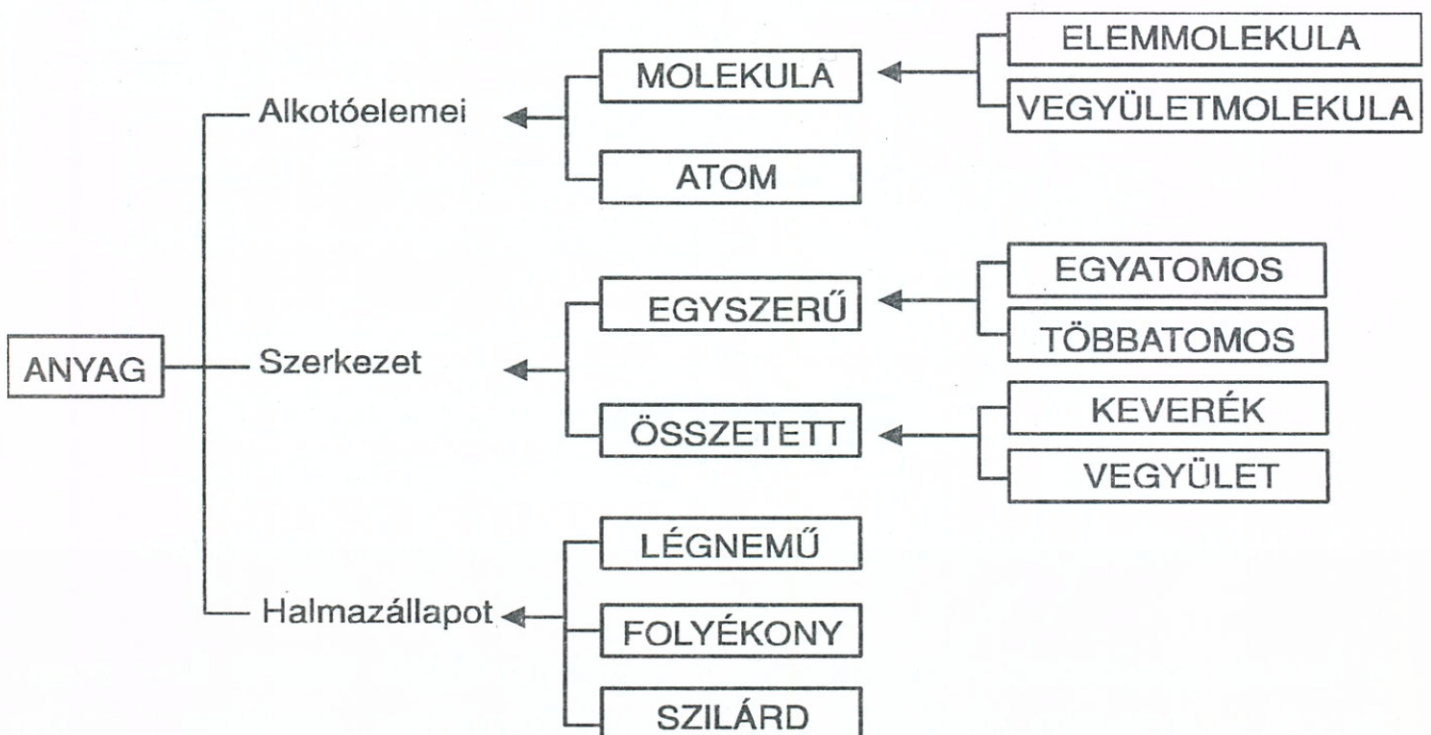 ELEMMOLEKULA
MOLEKULA
VEGYÜLETMOLEKULA
Alkotóelemei
ATOM
EGYATOMOS
EGYSZERŰ
TÖBBATOMOS
ANYAG
Szerkezet
KEVERÉK
ÖSSZETETT
VEGYÜLET
LÉGNEMŰ
Halmazállapot
FOLYÉKONY
SZILÁRD